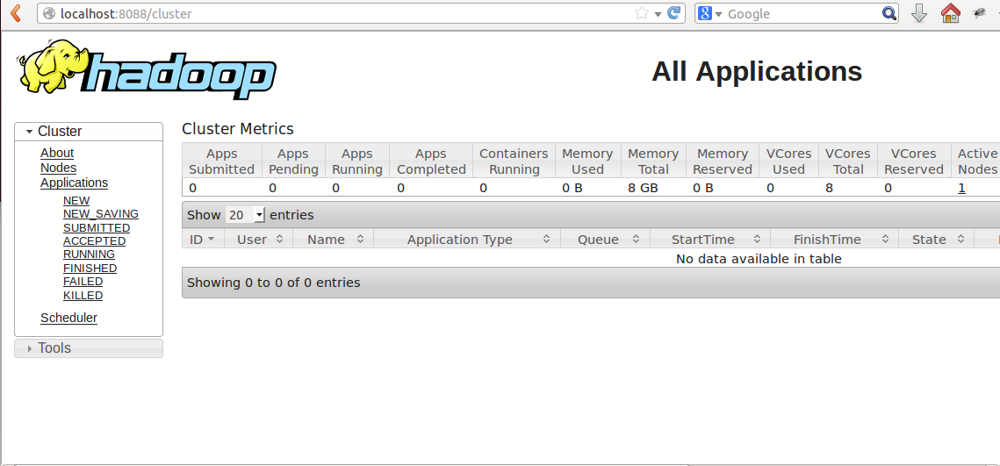 localhost:8088/cluster
Google
hadoop
All Applications
Cluster
About
Nodes
Applications
NEW
NEW_SAVING
SUBMITTED
ACCEPTED
RUNNING
FINISHED
FAILED
KILLED
Scheduler
Tools
Cluster Metrics
Apps Submitted Apps Pending Apps Running Apps Completed Containers Running Memory Used Memory Total Memory Reserved VCores Used VCores Total VCores Reserved Active Nodes
0 0 0 0 0 0 B 8 GB 0 B 0 8 0 1
Show 20 entries
ID User Name Application Type Queue StartTime FinishTime State
No data available in table
Showing 0 to 0 of 0 entries